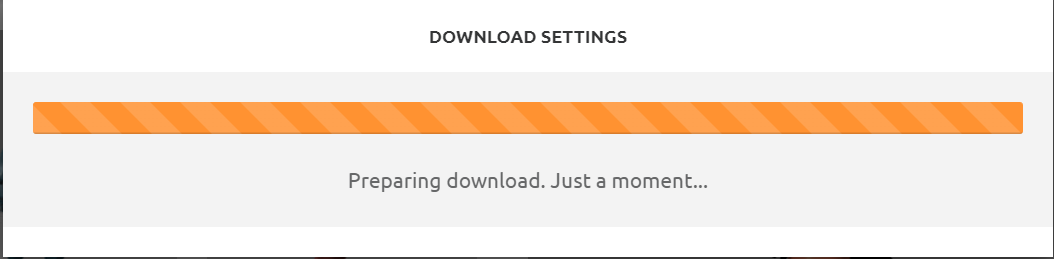 DOWNLOAD SETTINGS
Preparing download. Just a moment...